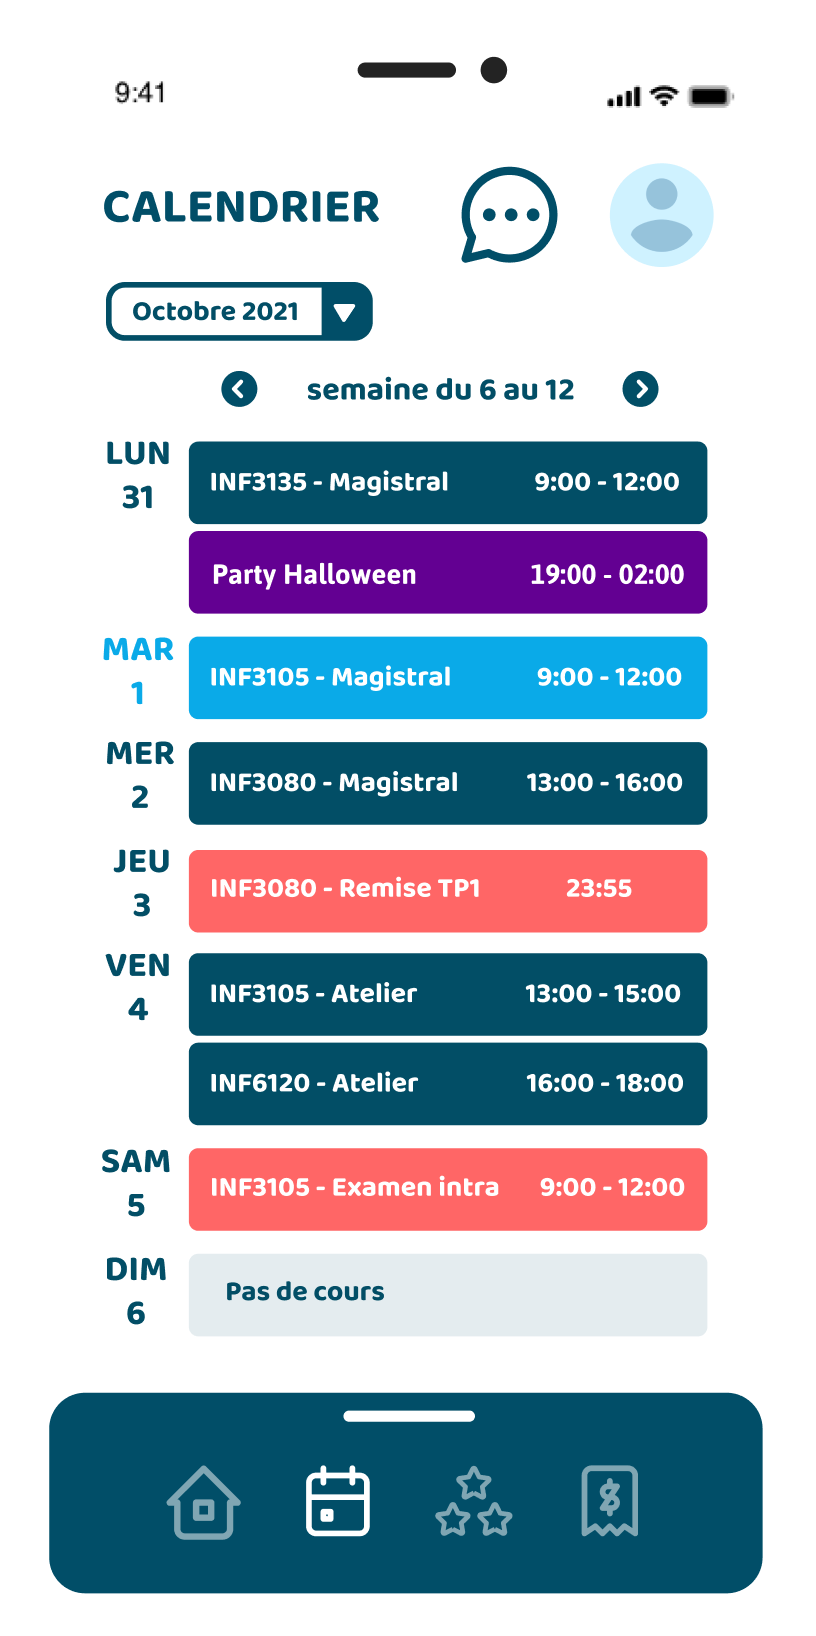 9:41
CALENDRIER
Octobre 2021
semaine du 6 au 12
LUN
31
INF3135 - Magistral 9:00 - 12:00
Party Halloween 19:00 - 02:00
MAR
1
INF3105 - Magistral 9:00 - 12:00
MER
2
INF3080 - Magistral 13:00 - 16:00
JEU
3
INF3080 - Remise TP1 23:55
VEN
4
INF3105 - Atelier 13:00 - 15:00
INF6120 - Atelier 16:00 - 18:00
SAM
5
INF3105 - Examen intra 9:00 - 12:00
DIM
6
Pas de cours
$